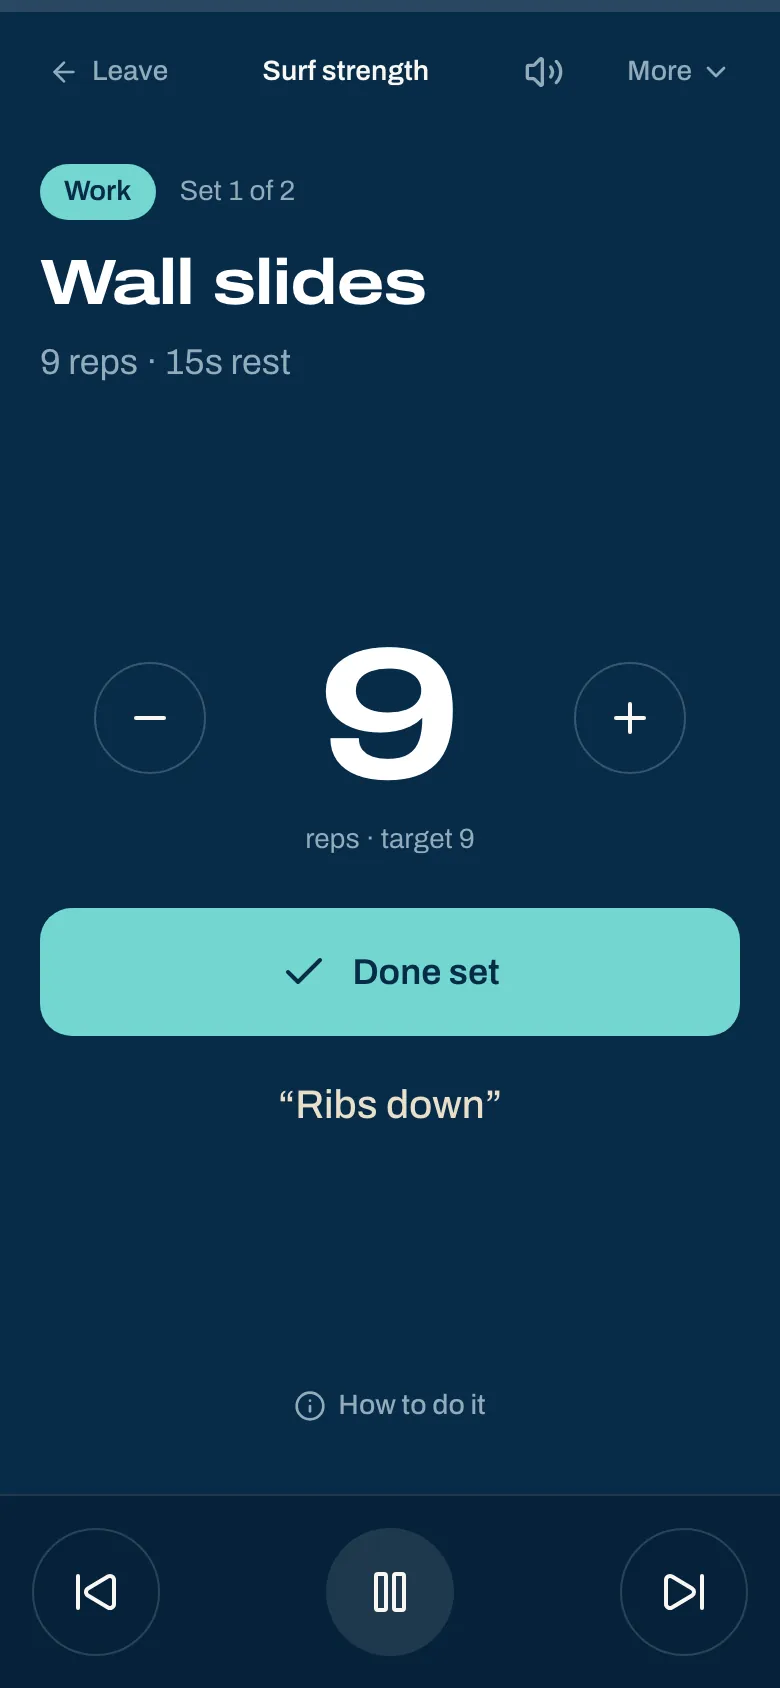 Leave
Surf strength
More
Work
Set 1 of 2
Wall slides
9 reps · 15s rest
9
reps · target 9
Done set
“Ribs down”
How to do it